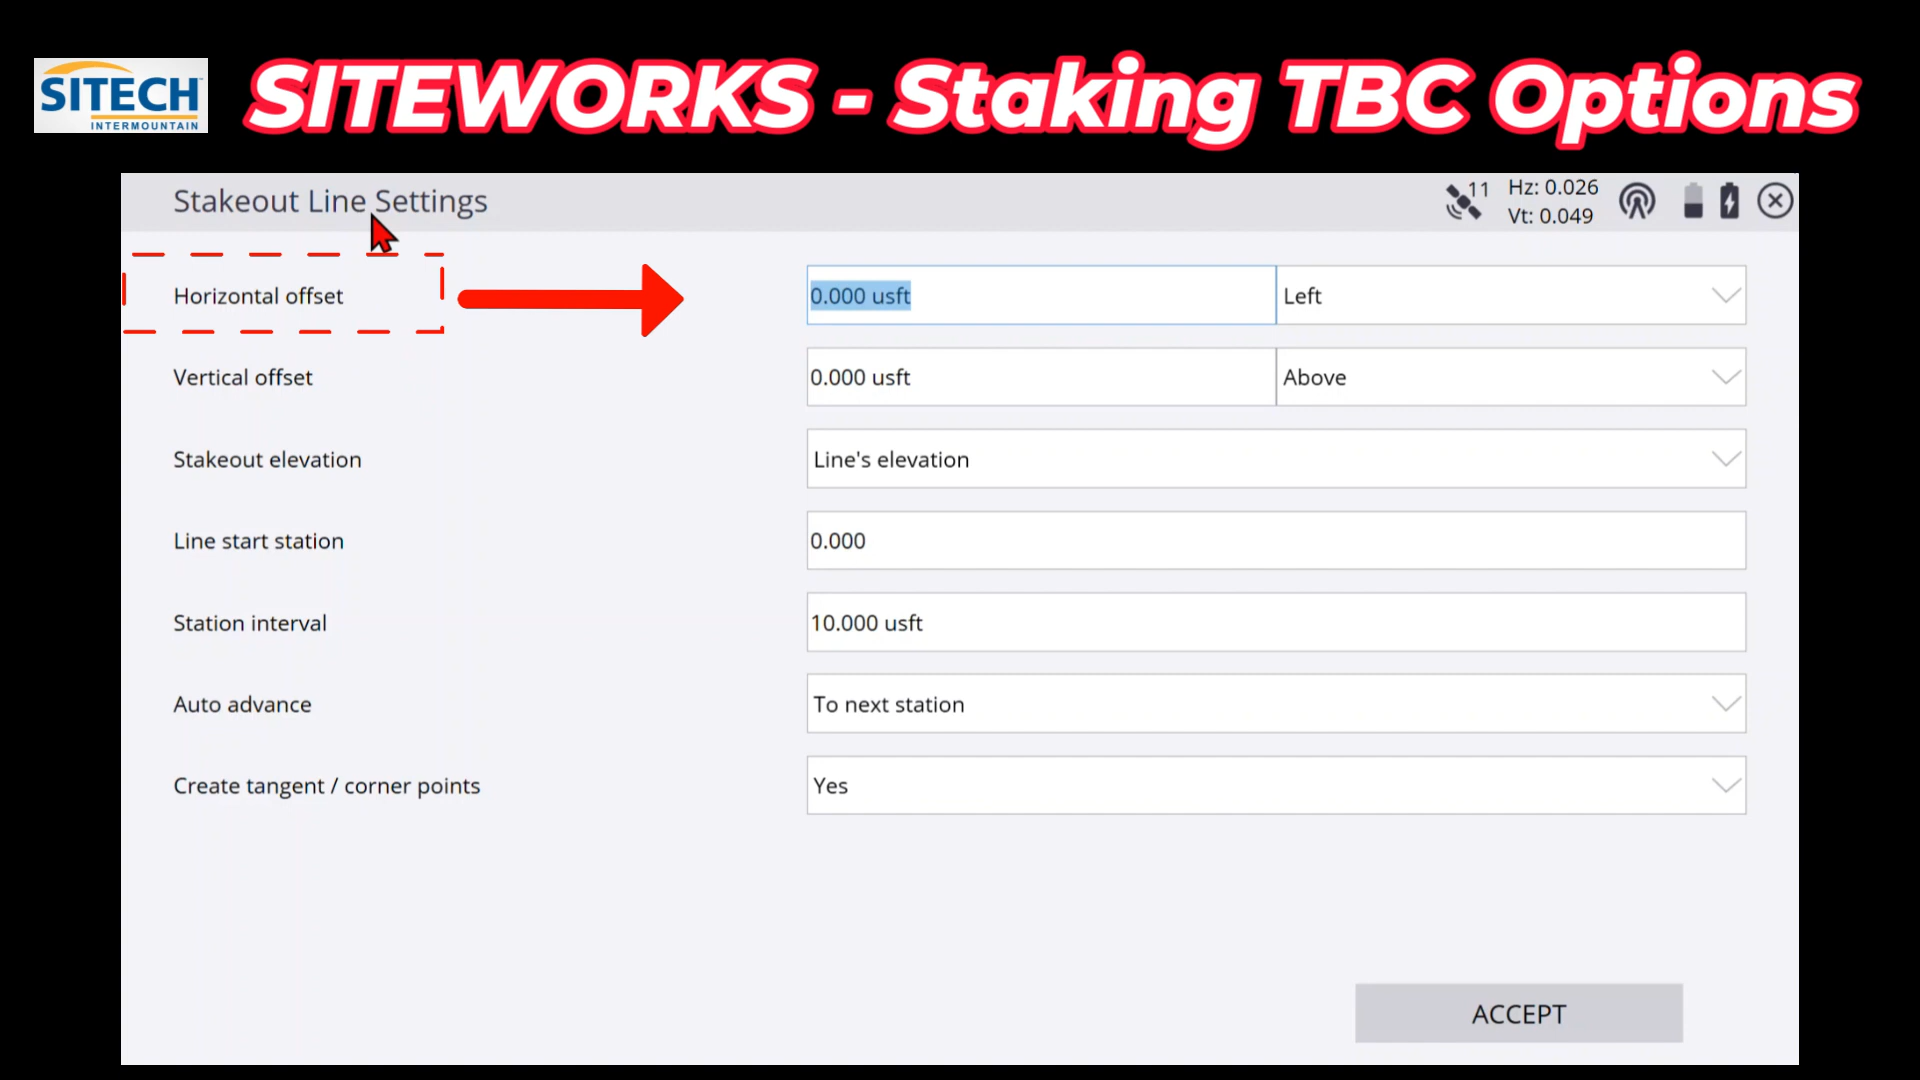 SITECH
INTERMOUNTAIN
SITEWORKS - Staking TBC Options
Stakeout Line Settings
11
Hz: 0.026
Vt: 0.049
Horizontal offset
0.000 usft
Left
Vertical offset
0.000 usft
Above
Stakeout elevation
Line's elevation
Line start station
0.000
Station interval
10.000 usft
Auto advance
To next station
Create tangent / corner points
Yes
ACCEPT